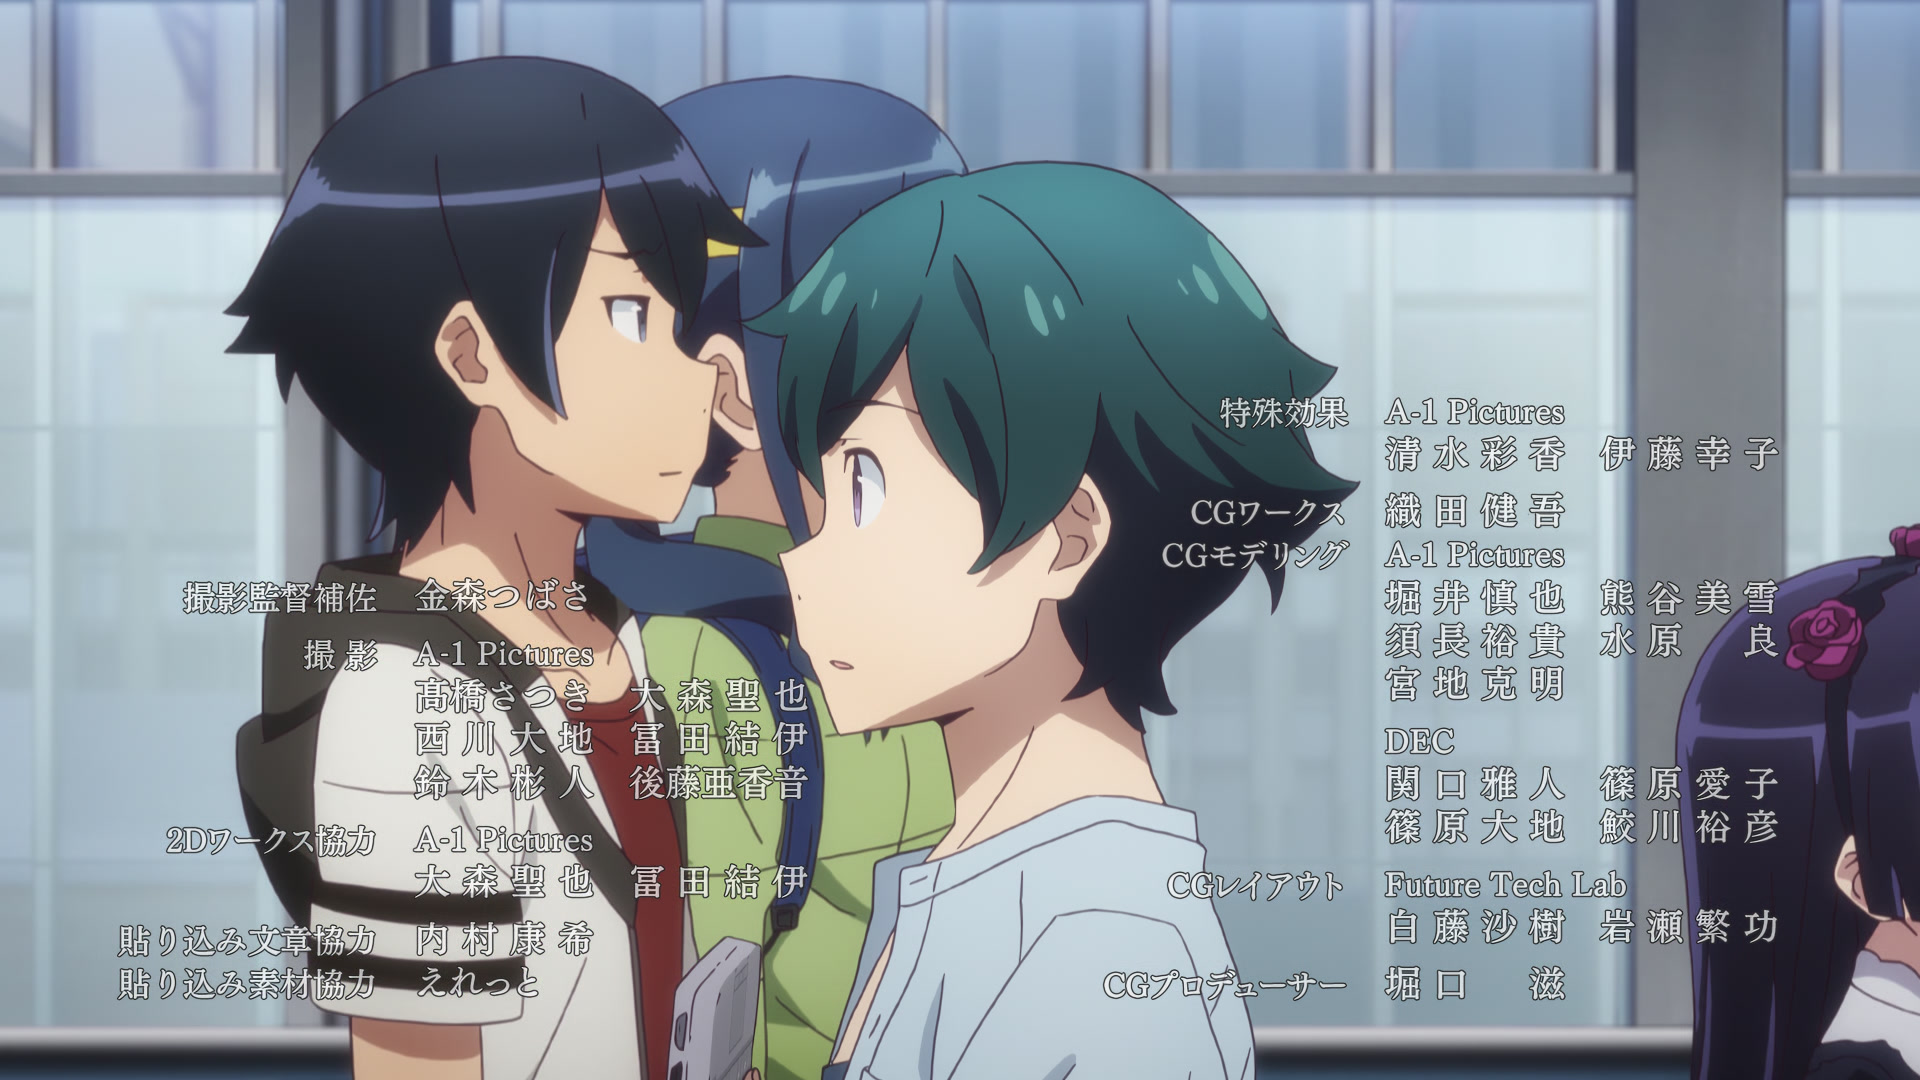 撮影監督補佐 金森つばさ
撮影 A-1 Pictures
髙橋さつき 大森聖也
西川大地 冨田結伊
鈴木彬人 後藤亜香音
2Dワークス協力 A-1 Pictures
大森聖也 冨田結伊
貼り込み文章協力 内村康希
貼り込み素材協力 えれっと
特殊効果 A-1 Pictures
清水彩香 伊藤幸子
CGワークス 織田健吾
CGモデリング A-1 Pictures
堀井慎也 熊谷美雪
須長裕貴 水原良
宮地克明
DEC
関口雅人 篠原愛子
篠原大地 鮫川裕彦
CGレイアウト Future Tech Lab
白藤沙樹 岩瀬繁功
CGプロデューサー 堀口滋